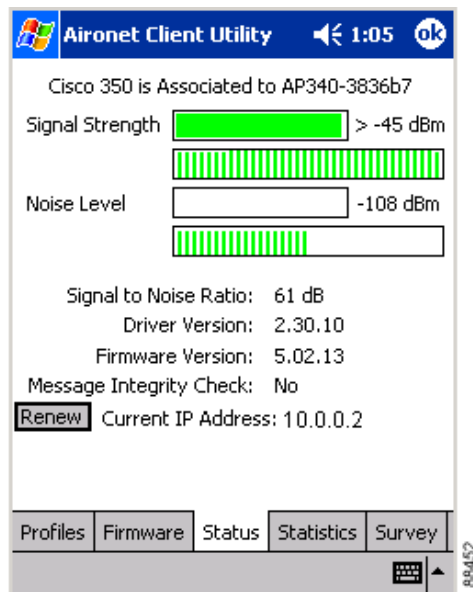 Aironet Client Utility 1:05 ok
Cisco 350 is Associated to AP340-3836b7
Signal Strength > -45 dBm
Noise Level -108 dBm
Signal to Noise Ratio: 61 dB
Driver Version: 2.30.10
Firmware Version: 5.02.13
Message Integrity Check: No
Renew Current IP Address: 10.0.0.2
Profiles Firmware Status Statistics Survey
88452